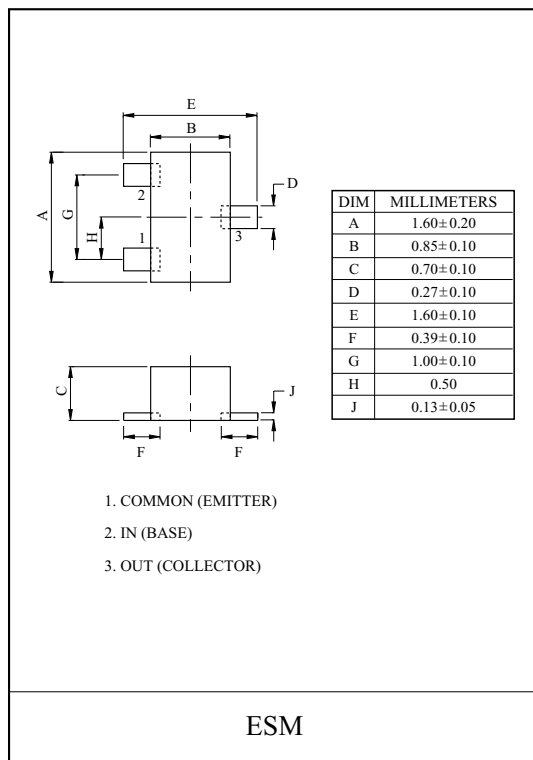 E
B
A
G
H
2
1
D
3
DIM MILLIMETERS
A 1.60±0.20
B 0.85±0.10
C 0.70±0.10
D 0.27±0.10
E 1.60±0.10
F 0.39±0.10
G 1.00±0.10
H 0.50
J 0.13±0.05
C
J
F F
1. COMMON (EMITTER)
2. IN (BASE)
3. OUT (COLLECTOR)
ESM